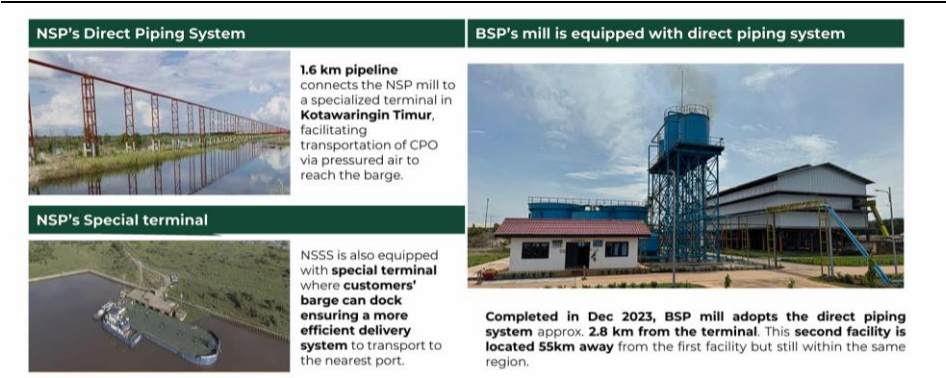 NSP's Direct Piping System
1.6 km pipeline
connects the NSP mill to
a specialized terminal in
Kotawaringin Timur,
facilitating
transportation of CPO
via pressured air to
reach the barge.
NSP's Special terminal
NSSS is also equipped
with special terminal
where customers'
barge can dock
ensuring a more
efficient delivery
system to transport to
the nearest port.
BSP's mill is equipped with direct piping system
Completed in Dec 2023, BSP mill adopts the direct piping
system approx. 2.8 km from the terminal. This second facility is
located 55km away from the first facility but still within the same
region.